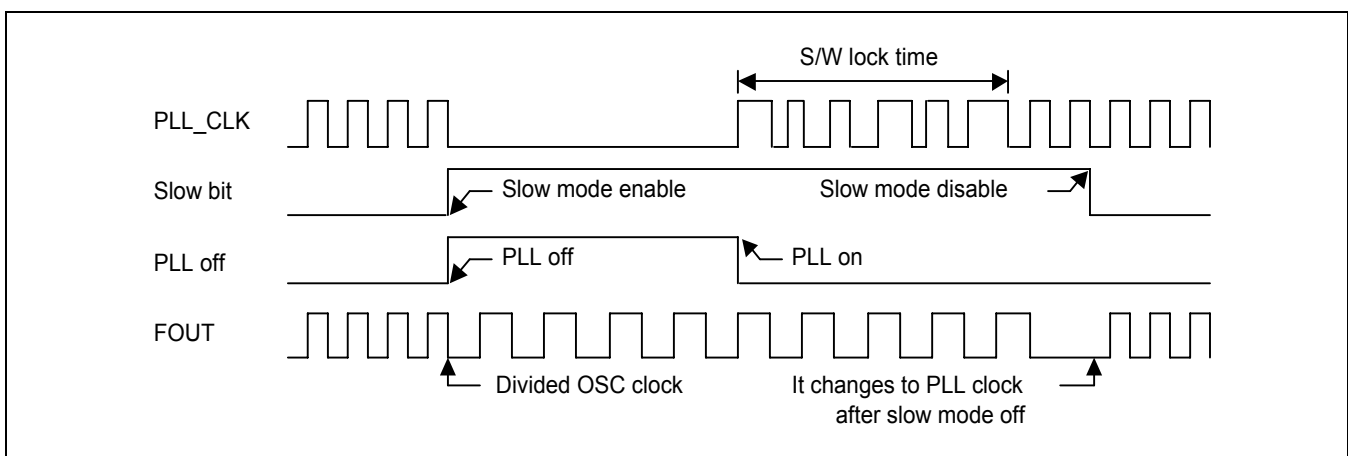 S/W lock time
PLL_CLK
Slow bit
Slow mode enable
Slow mode disable
PLL off
PLL off
PLL on
FOUT
Divided OSC clock
It changes to PLL clock
after slow mode off